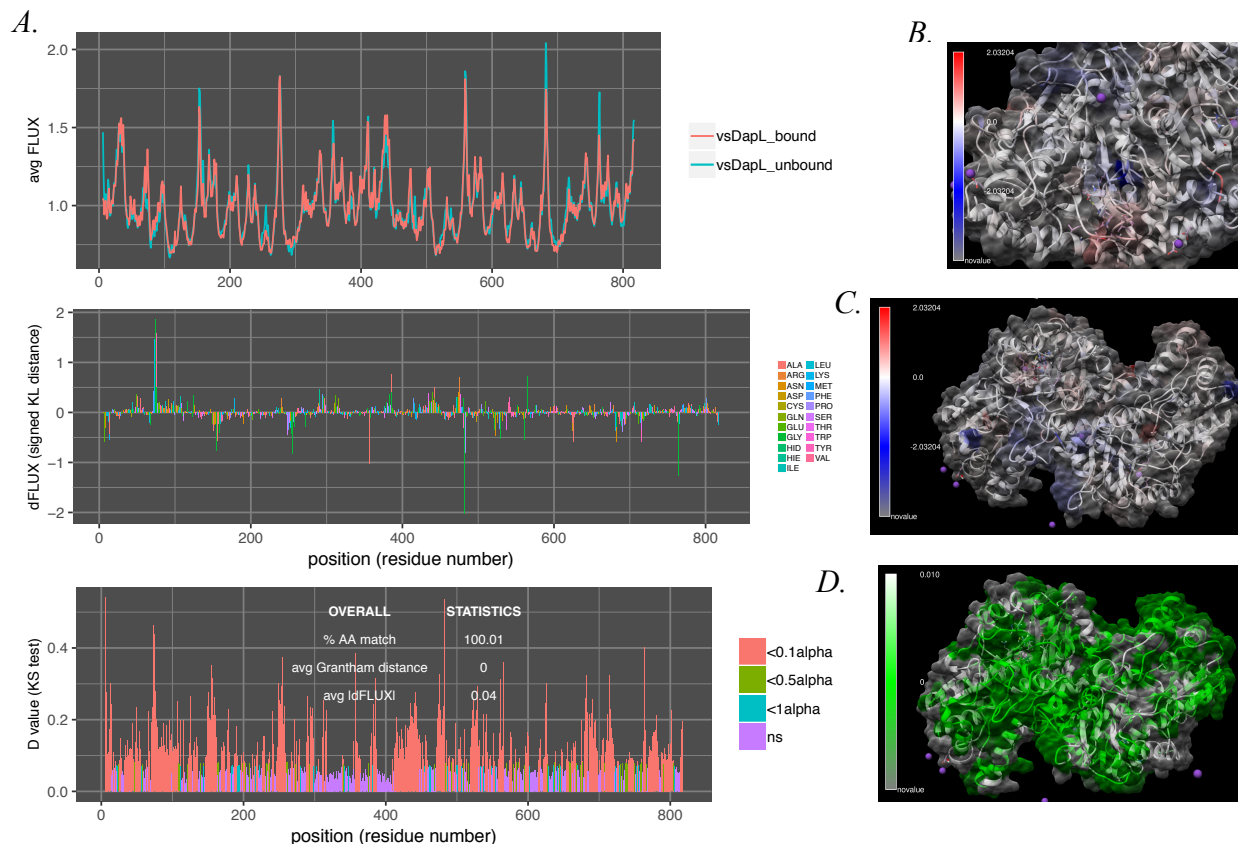 A.
2.0
1.5
1.0
avg FLUX
0 200 400 600 800
vsDapL_bound
vsDapL_unbound
2
1
0
−1
−2
dFLUX (signed KL distance)
0 200 400 600 800
position (residue number)
ALA LEU
ARG LYS
ASN MET
ASP PHE
CYS PRO
GLN SER
GLU THR
GLY TRP
HID TYR
HIE VAL
ILE
0.4
0.2
0.0
D value (KS test)
OVERALL STATISTICS
% AA match 100.01
avg Grantham distance 0
avg |dFLUX| 0.04
0 200 400 600 800
position (residue number)
<0.1alpha
<0.5alpha
<1alpha
ns
B.
2.03204
0.0
-2.03204
novalue
C.
2.03204
0.0
-2.03204
novalue
D.
0.010
0
novalue